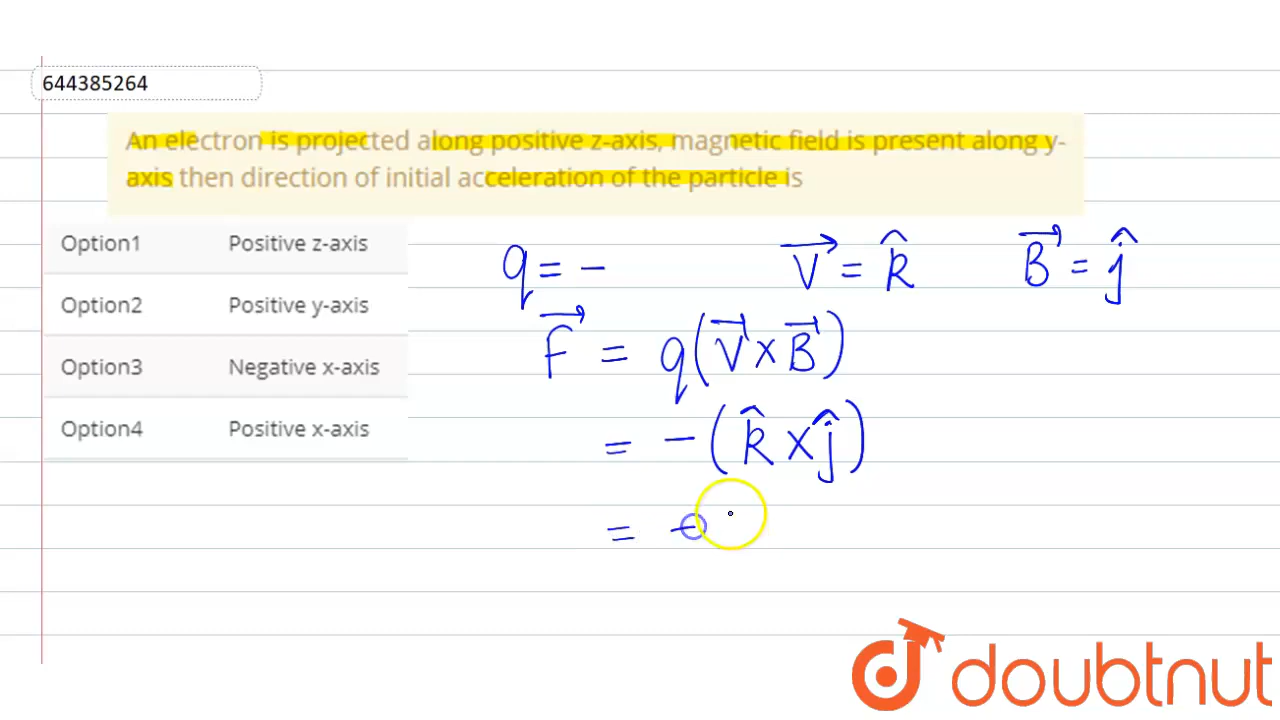 644385264
An electron is projected along positive z-axis, magnetic field is present along y-
axis then direction of initial acceleration of the particle is
Option1 Positive z-axis
Option2 Positive y-axis
Option3 Negative x-axis
Option4 Positive x-axis
q = − V⃗ = k̂ B⃗ = ĵ
F⃗ = q(V⃗ × B⃗)
= −(k̂ × ĵ)
= −
doubtnut